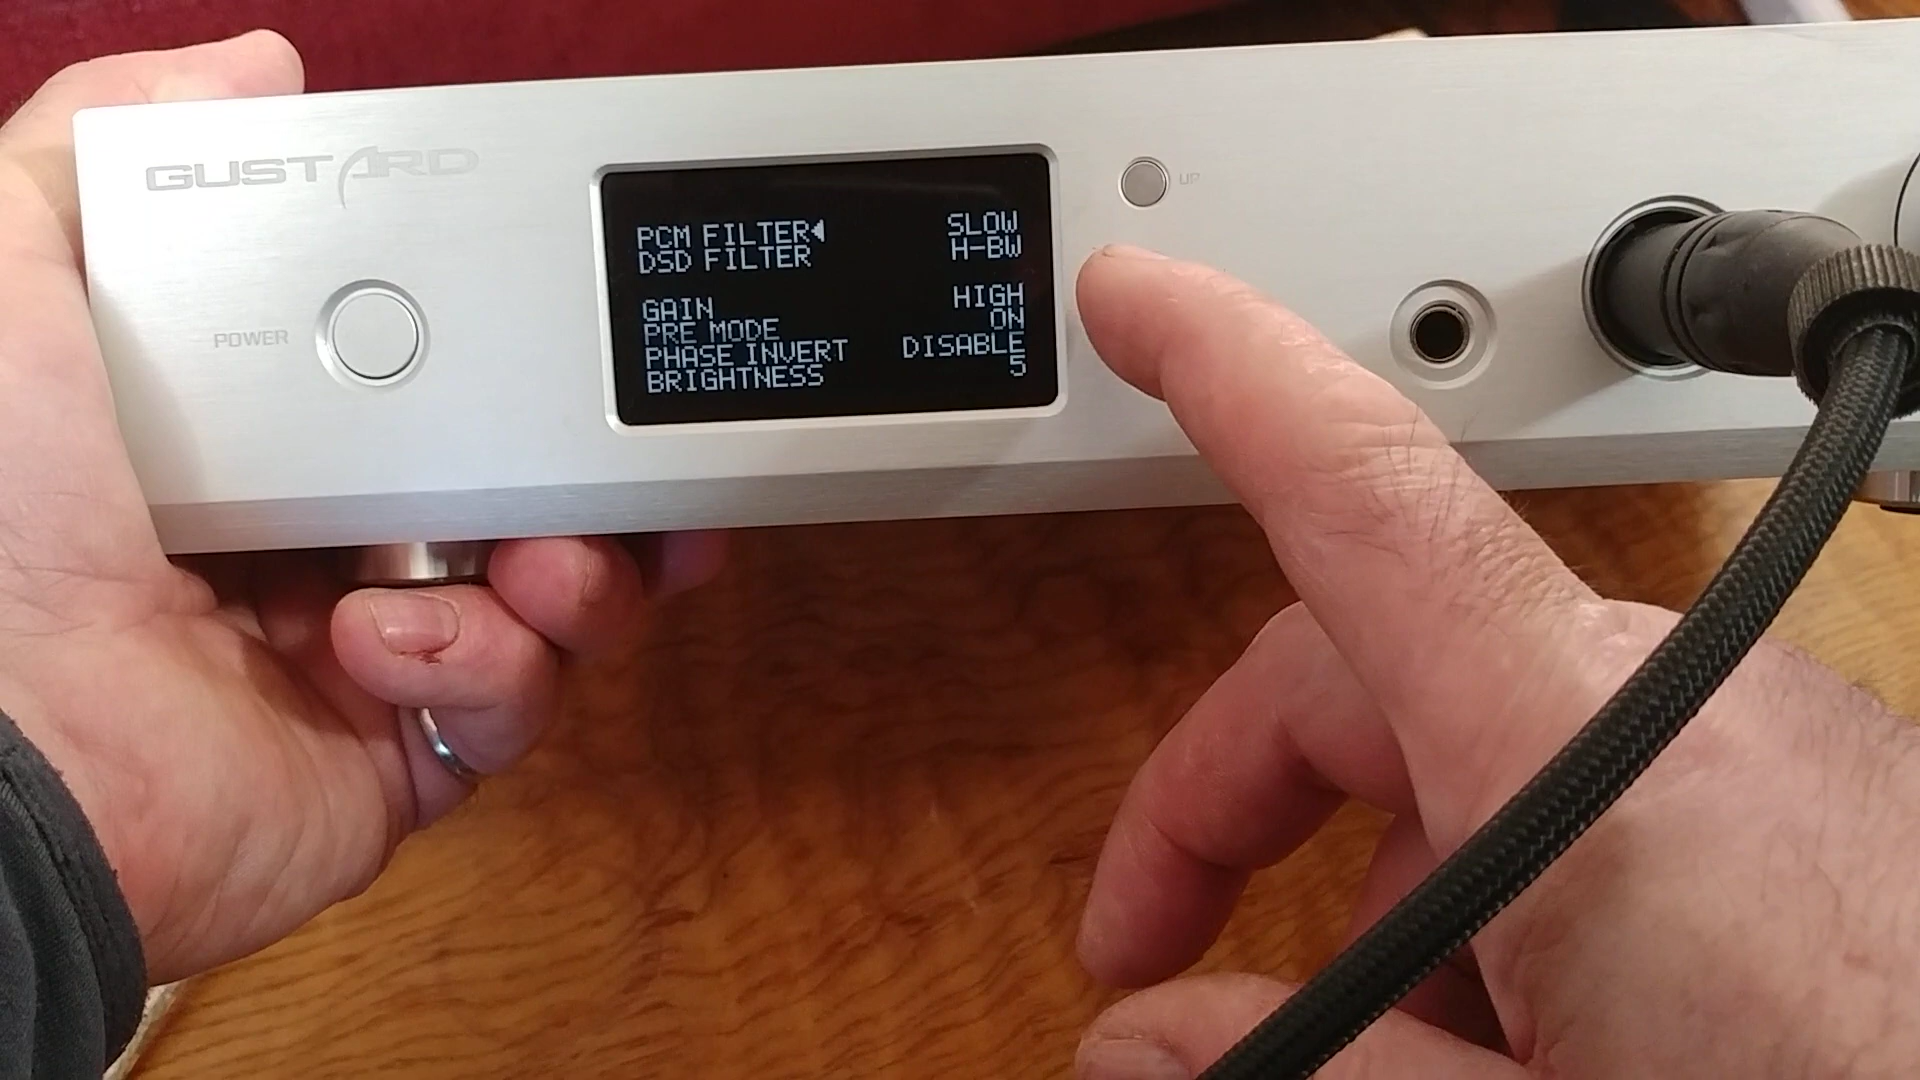 GUSTARD
POWER
PCM FILTER SLOW
DSD FILTER H-BW
GAIN HIGH
PRE MODE ON
PHASE INVERT DISABLE
BRIGHTNESS 5
UP